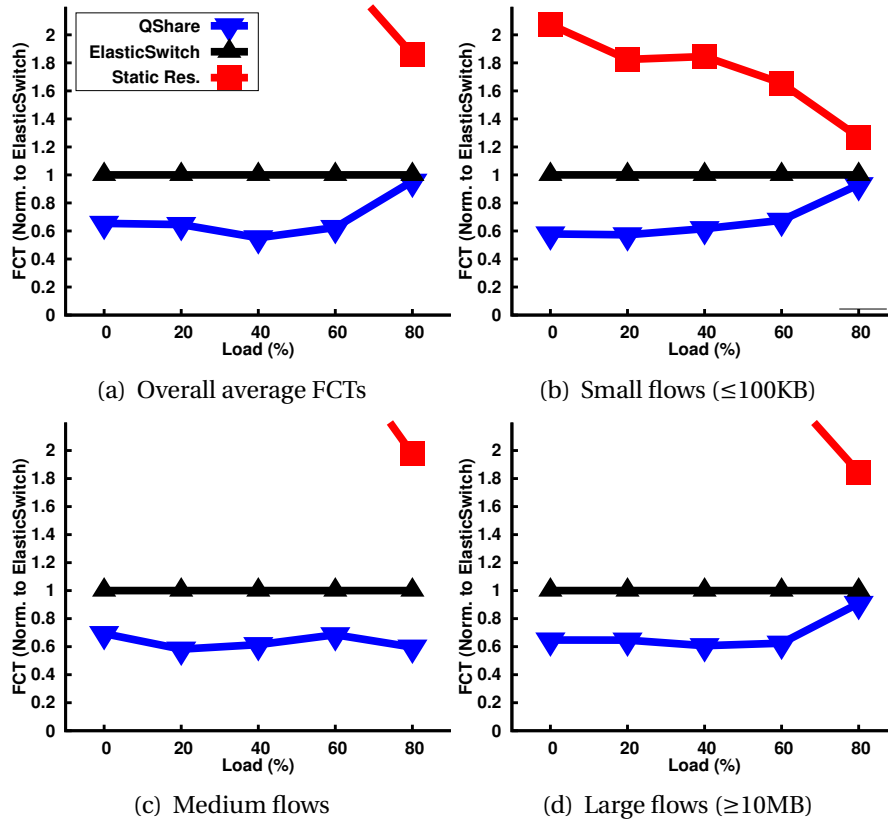 QShare
ElasticSwitch
Static Res.
FCT (Norm. to ElasticSwitch)
2
1.8
1.6
1.4
1.2
1
0.8
0.6
0.4
0.2
0
0 20 40 60 80
Load (%)
(a) Overall average FCTs
FCT (Norm. to ElasticSwitch)
2
1.8
1.6
1.4
1.2
1
0.8
0.6
0.4
0.2
0
0 20 40 60 80
Load (%)
(b) Small flows (≤100KB)
FCT (Norm. to ElasticSwitch)
2
1.8
1.6
1.4
1.2
1
0.8
0.6
0.4
0.2
0
0 20 40 60 80
Load (%)
(c) Medium flows
FCT (Norm. to ElasticSwitch)
2
1.8
1.6
1.4
1.2
1
0.8
0.6
0.4
0.2
0
0 20 40 60 80
Load (%)
(d) Large flows (≥10MB)